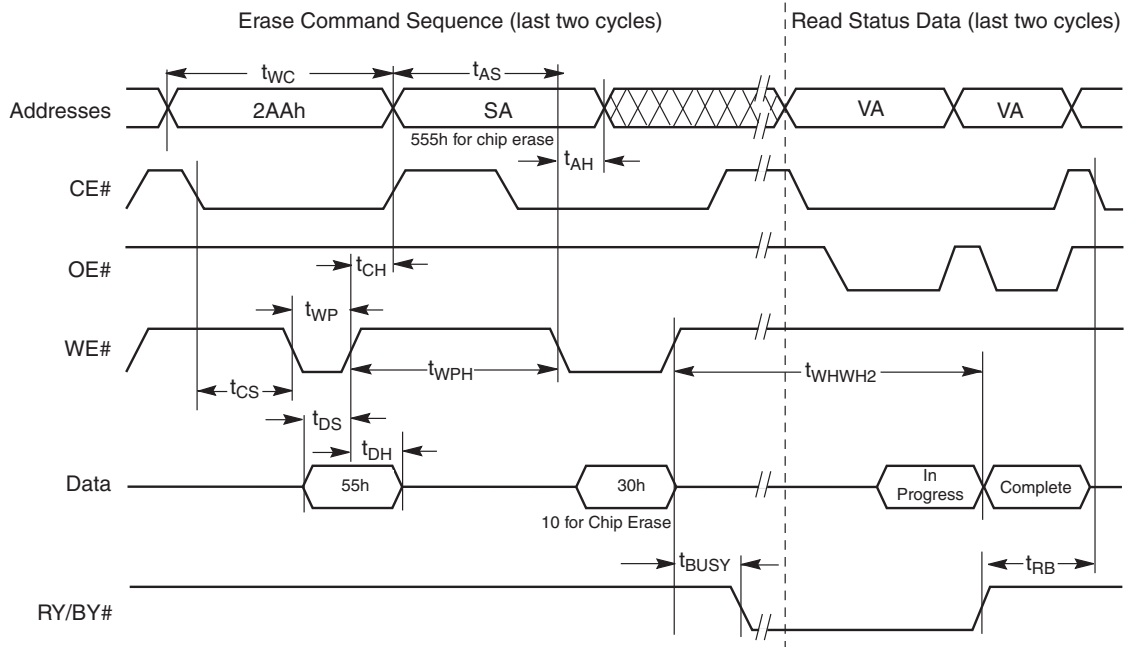 Erase Command Sequence (last two cycles)
Read Status Data (last two cycles)
tWC
tAS
Addresses
2AAh
SA
VA
VA
555h for chip erase
tAH
CE#
OE#
tCH
tWP
WE#
tWPH
tWHWH2
tCS
tDS
tDH
Data
55h
30h
In
Progress
Complete
10 for Chip Erase
tBUSY
tRB
RY/BY#